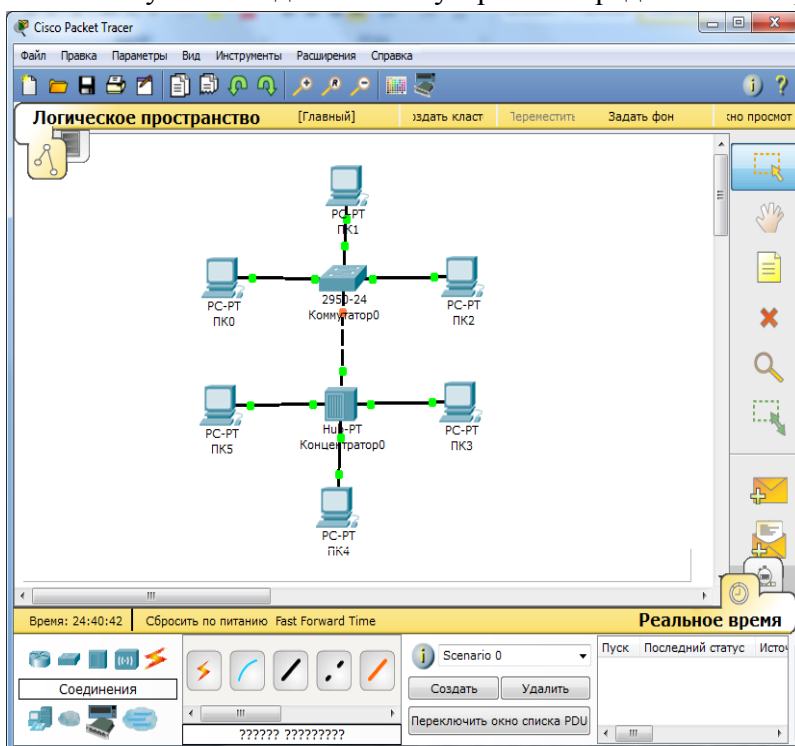 Cisco Packet Tracer
Файл Правка Параметры Вид Инструменты Расширения Справка
Логическое пространство [Главный] оздать класт Переместить Задать фон но просмот
PC-PT
ПК1
PC-PT
ПК0
2950-24
Коммутатор0
PC-PT
ПК2
PC-PT
ПК5
Hub-PT
Концентратор0
PC-PT
ПК3
PC-PT
ПК4
Время: 24:40:42 Сбросить по питанию Fast Forward Time Реальное время
Соединения
?????? ?????????
Scenario 0
Создать Удалить
Переключить окно списка PDU
Пуск Последний статус Источ